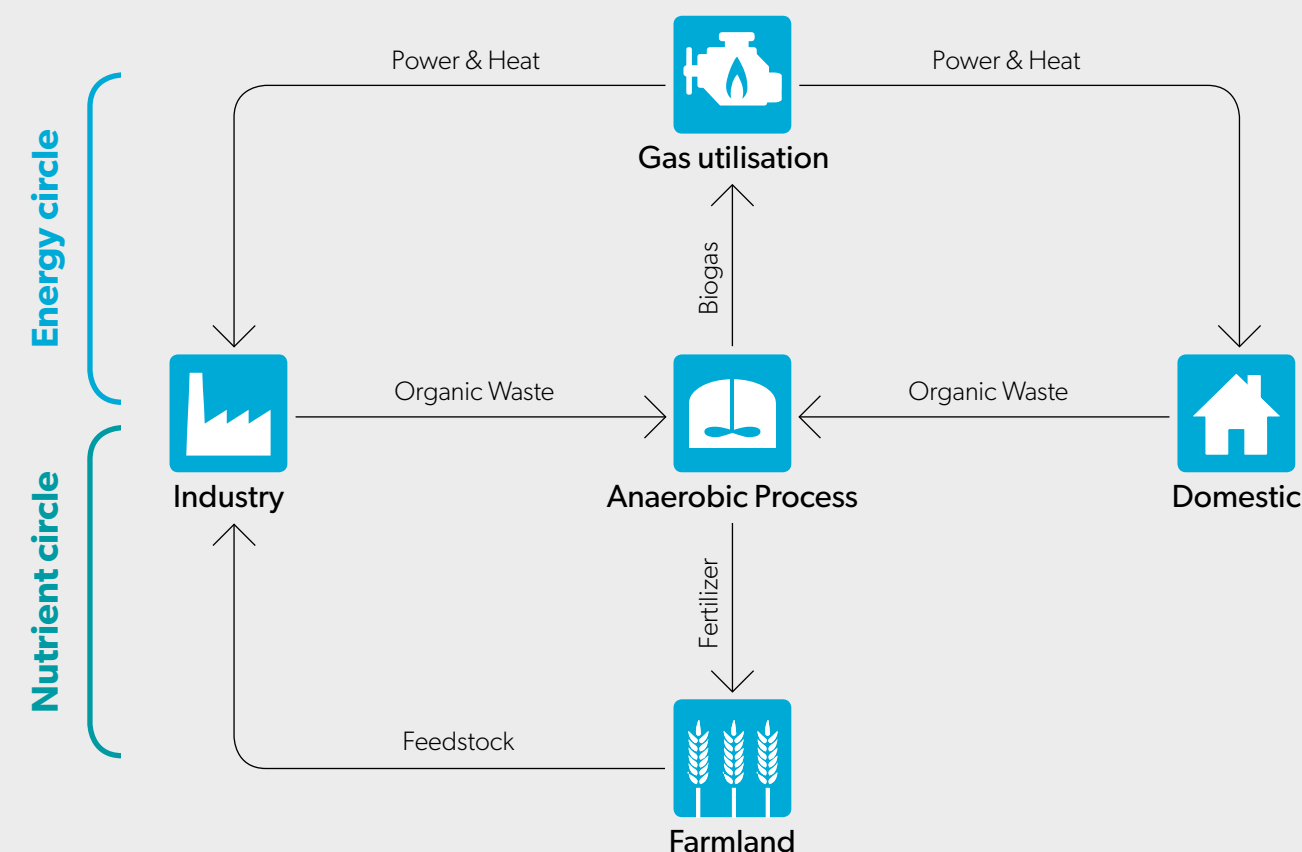 Power & Heat
Power & Heat
Gas utilisation
Energy circle
Biogas
Organic Waste
Organic Waste
Industry
Anaerobic Process
Domestic
Nutrient circle
Fertilizer
Feedstock
Farmland